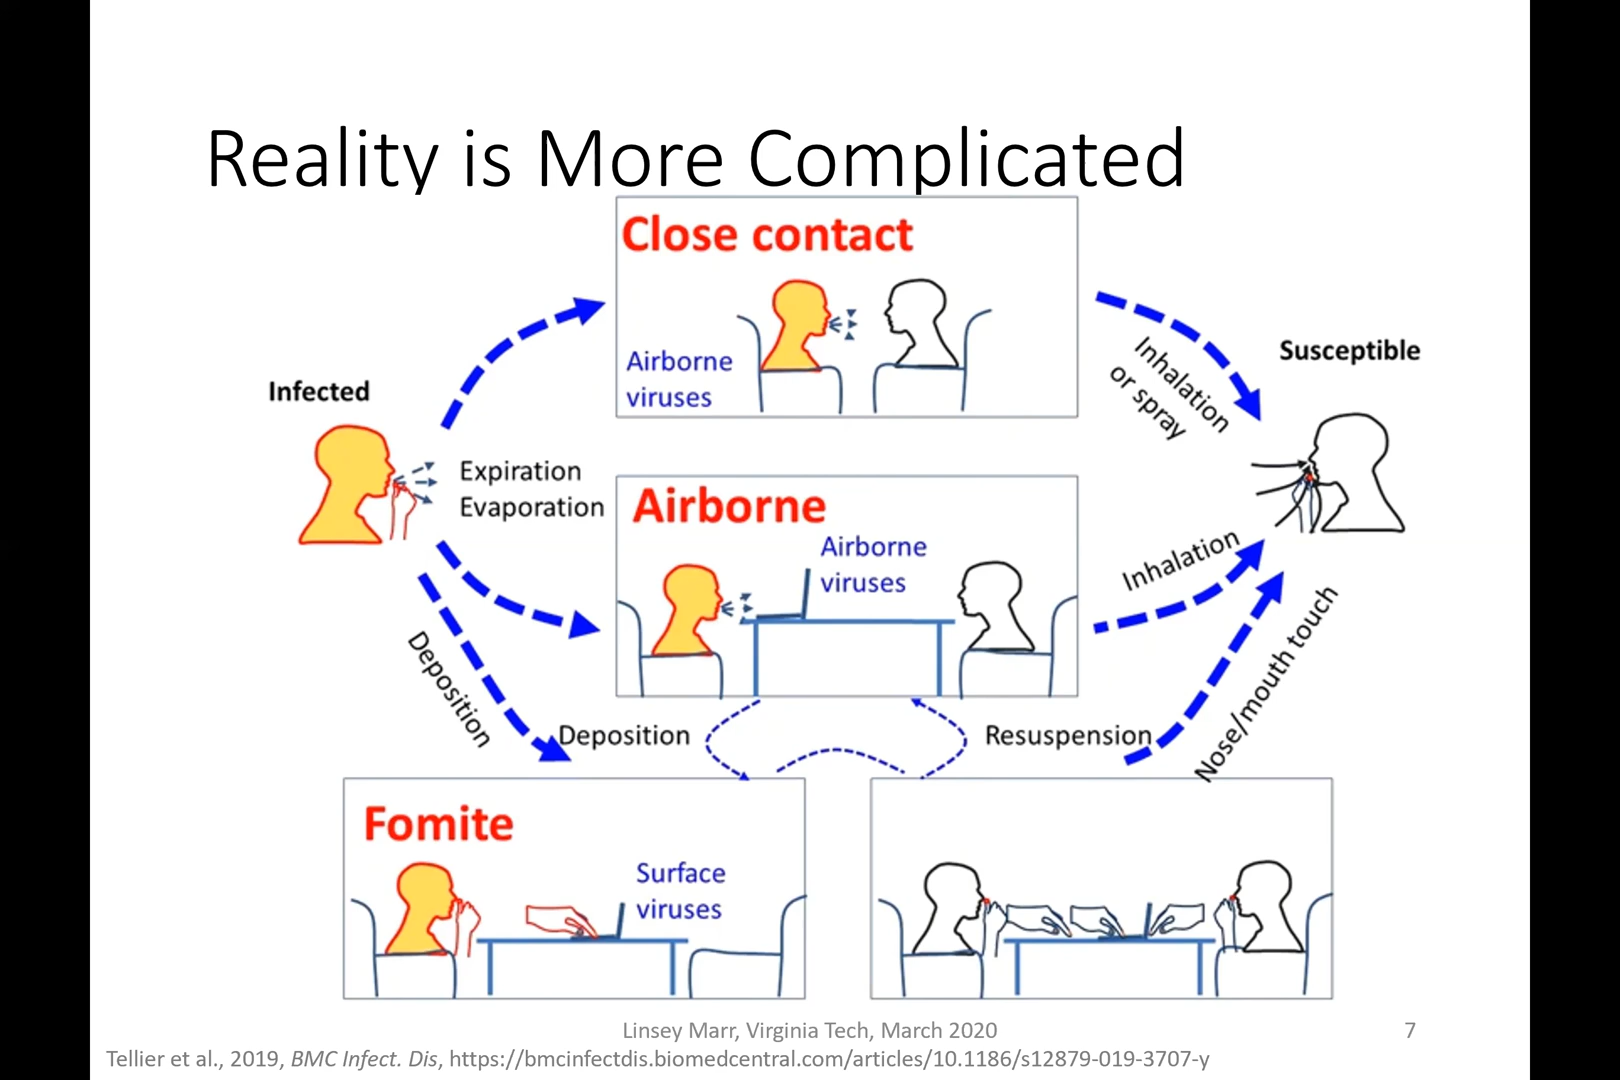 Reality is More Complicated
Close contact
Airborne
viruses
Infected
Expiration
Evaporation
Inhalation
or spray
Susceptible
Airborne
Airborne
viruses
Inhalation
Deposition
Deposition
Resuspension
Nose/mouth touch
Fomite
Surface
viruses
Linsey Marr, Virginia Tech, March 2020
7
Tellier et al., 2019, BMC Infect. Dis, https://bmcinfectdis.biomedcentral.com/articles/10.1186/s12879-019-3707-y